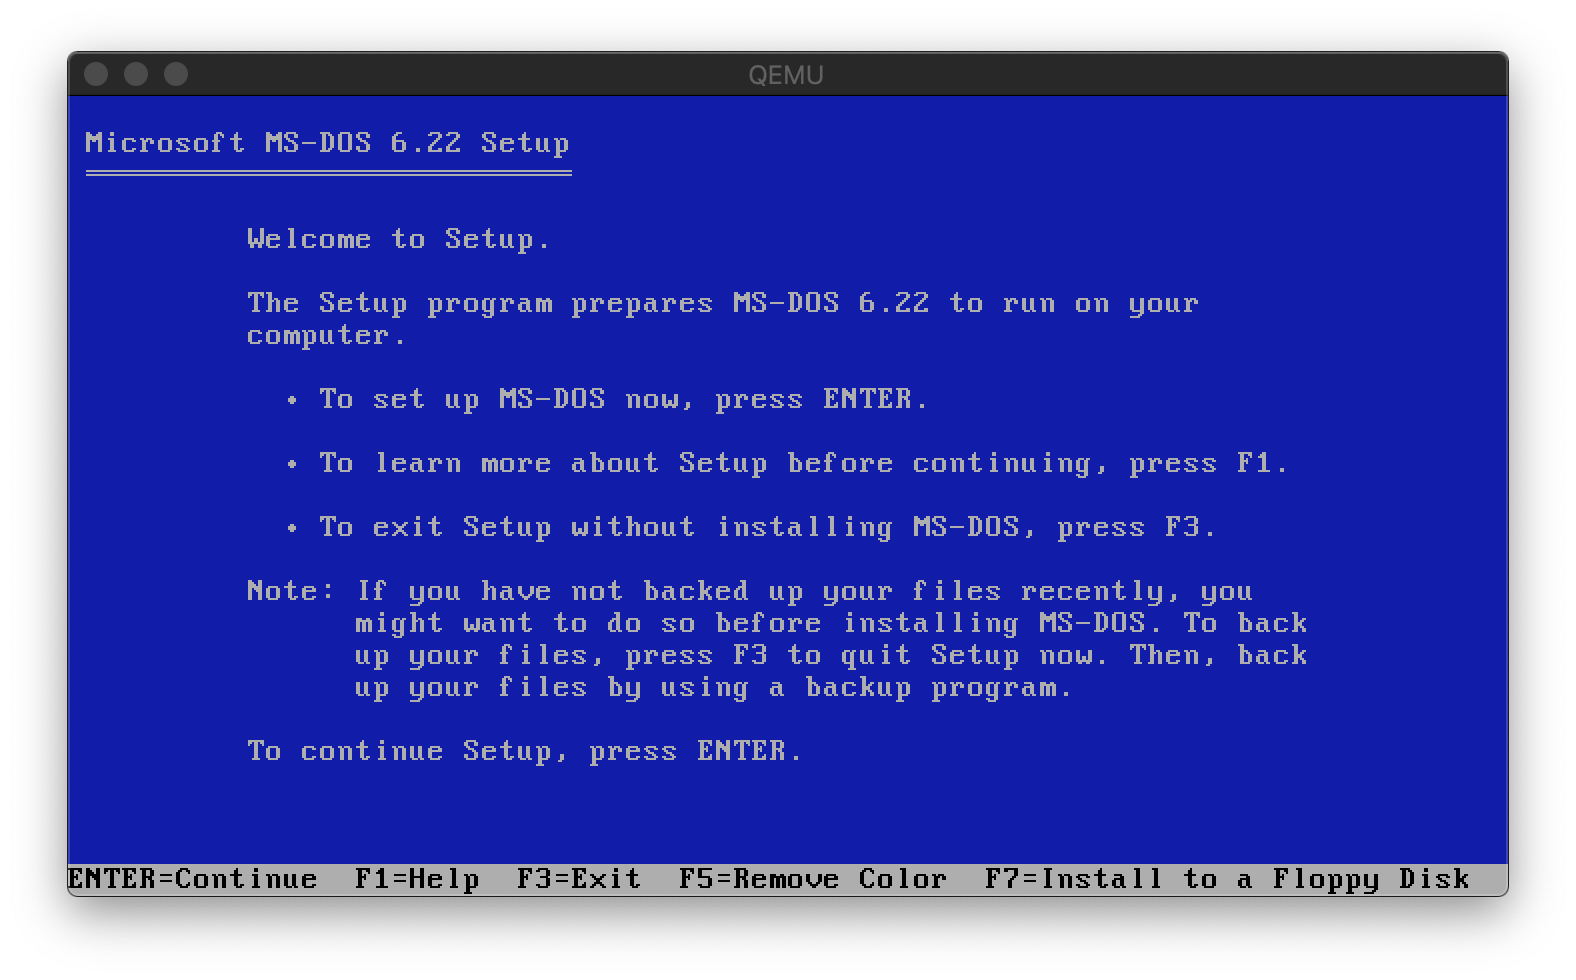 QEMU
Microsoft MS-DOS 6.22 Setup
Welcome to Setup.
The Setup program prepares MS-DOS 6.22 to run on your
computer.
• To set up MS-DOS now, press ENTER.
• To learn more about Setup before continuing, press F1.
• To exit Setup without installing MS-DOS, press F3.
Note: If you have not backed up your files recently, you
might want to do so before installing MS-DOS. To back
up your files, press F3 to quit Setup now. Then, back
up your files by using a backup program.
To continue Setup, press ENTER.
ENTER=Continue  F1=Help  F3=Exit  F5=Remove Color  F7=Install to a Floppy Disk